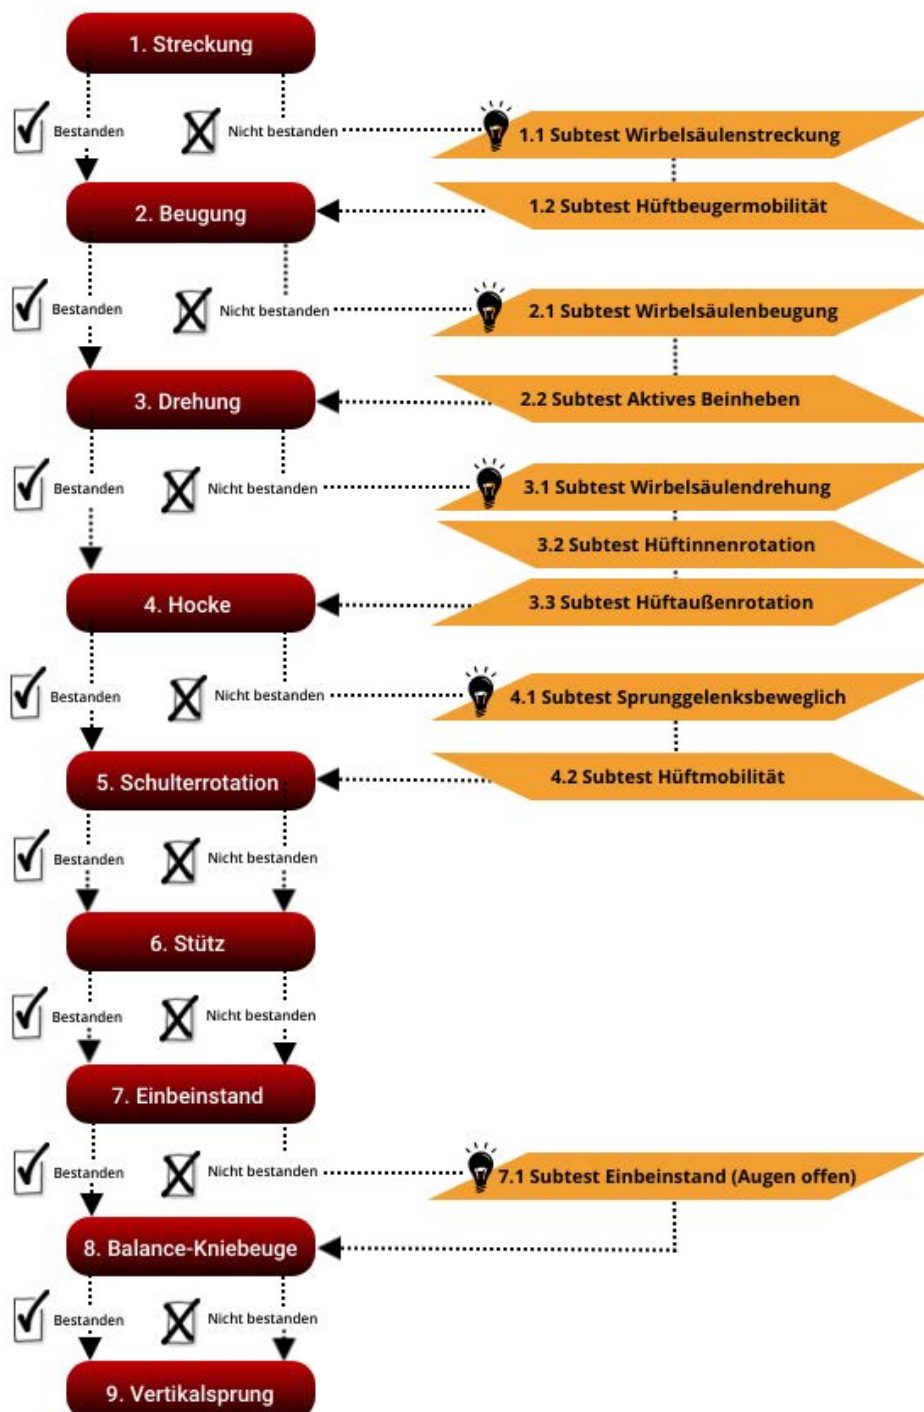 1. Streckung
Bestanden
Nicht bestanden
1.1 Subtest Wirbelsäulenstreckung
1.2 Subtest Hüftbeugermobilität
2. Beugung
Bestanden
Nicht bestanden
2.1 Subtest Wirbelsäulenbeugung
2.2 Subtest Aktives Beinheben
3. Drehung
Bestanden
Nicht bestanden
3.1 Subtest Wirbelsäulendrehung
3.2 Subtest Hüftinnenrotation
3.3 Subtest Hüftaußenrotation
4. Hocke
Bestanden
Nicht bestanden
4.1 Subtest Sprunggelenksbeweglich
4.2 Subtest Hüftmobilität
5. Schulterrotation
Bestanden
Nicht bestanden
6. Stütz
Bestanden
Nicht bestanden
7. Einbeinstand
Bestanden
Nicht bestanden
7.1 Subtest Einbeinstand (Augen offen)
8. Balance-Kniebeuge
Bestanden
Nicht bestanden
9. Vertikalsprung